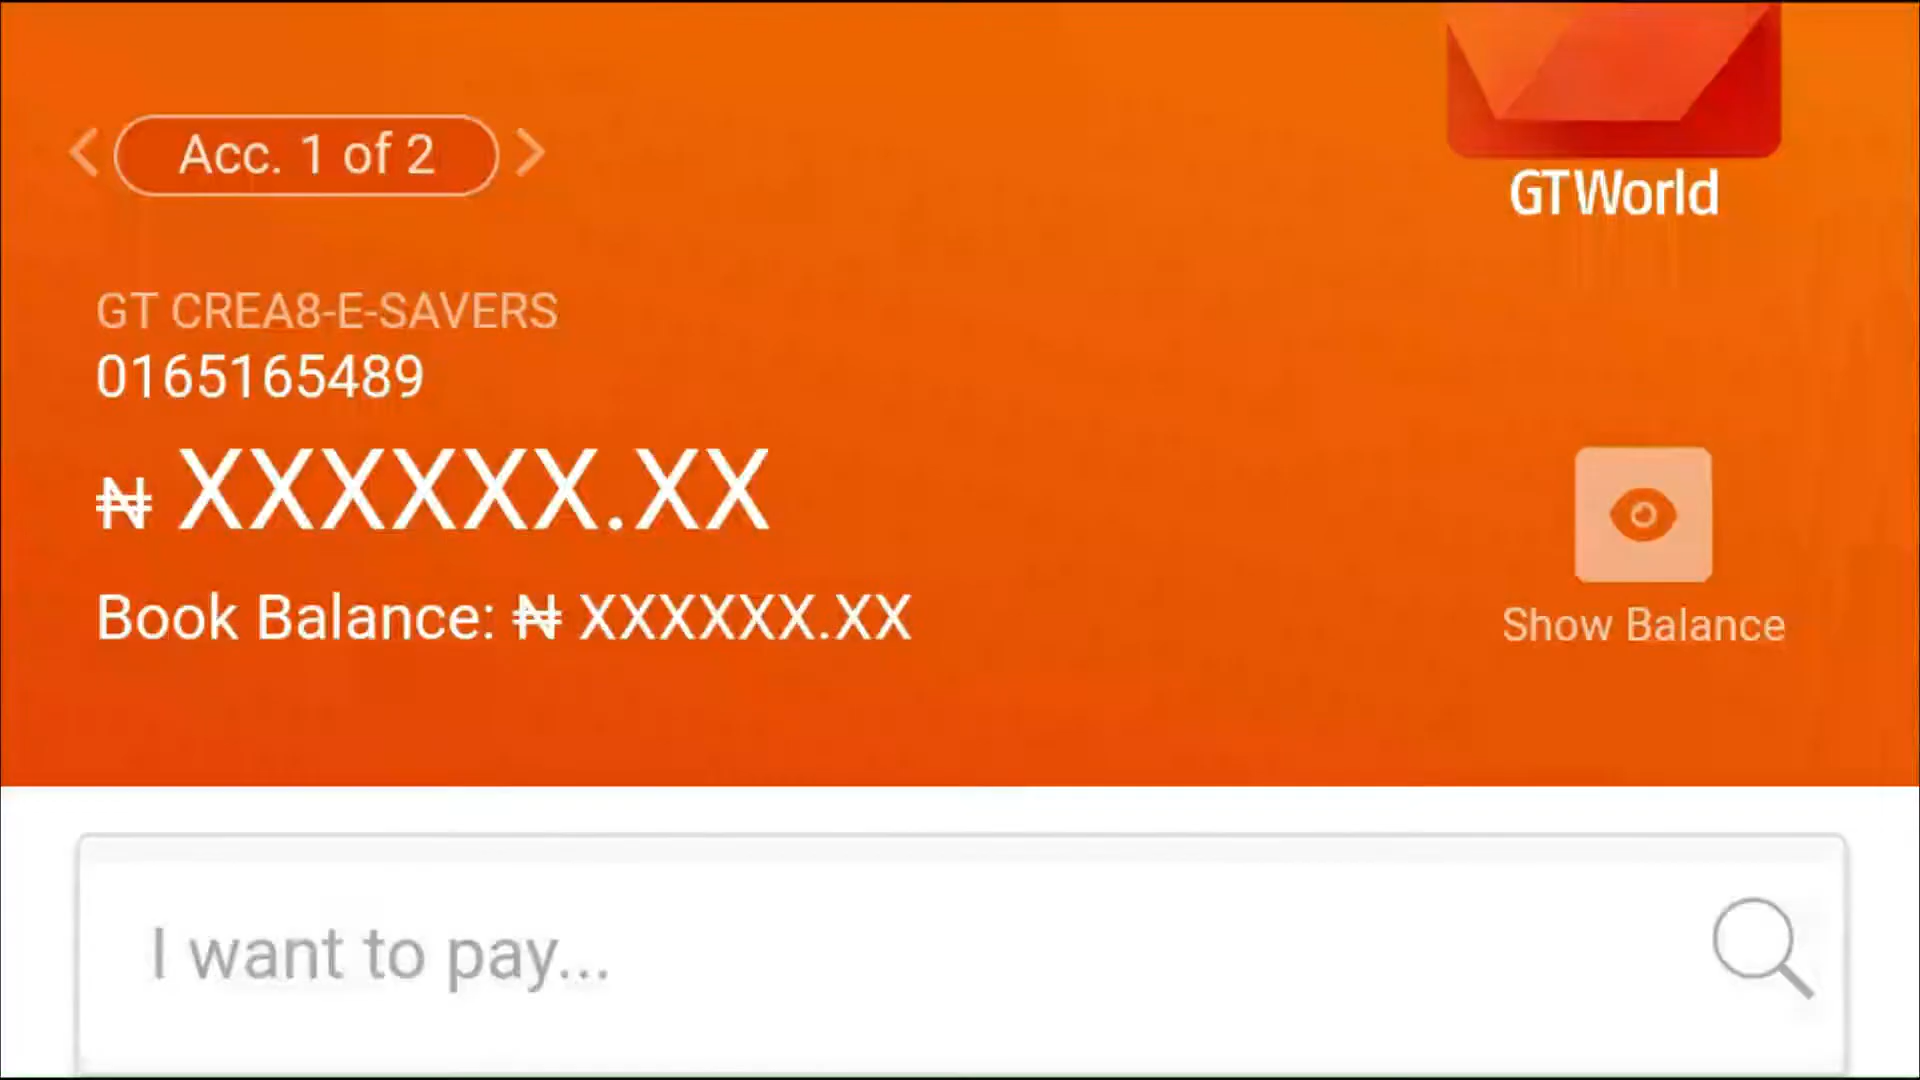 Acc. 1 of 2
GTWorld
GT CREA8-E-SAVERS
0165165489
₦ XXXXXX.XX
Book Balance: ₦ XXXXXX.XX
Show Balance
I want to pay...